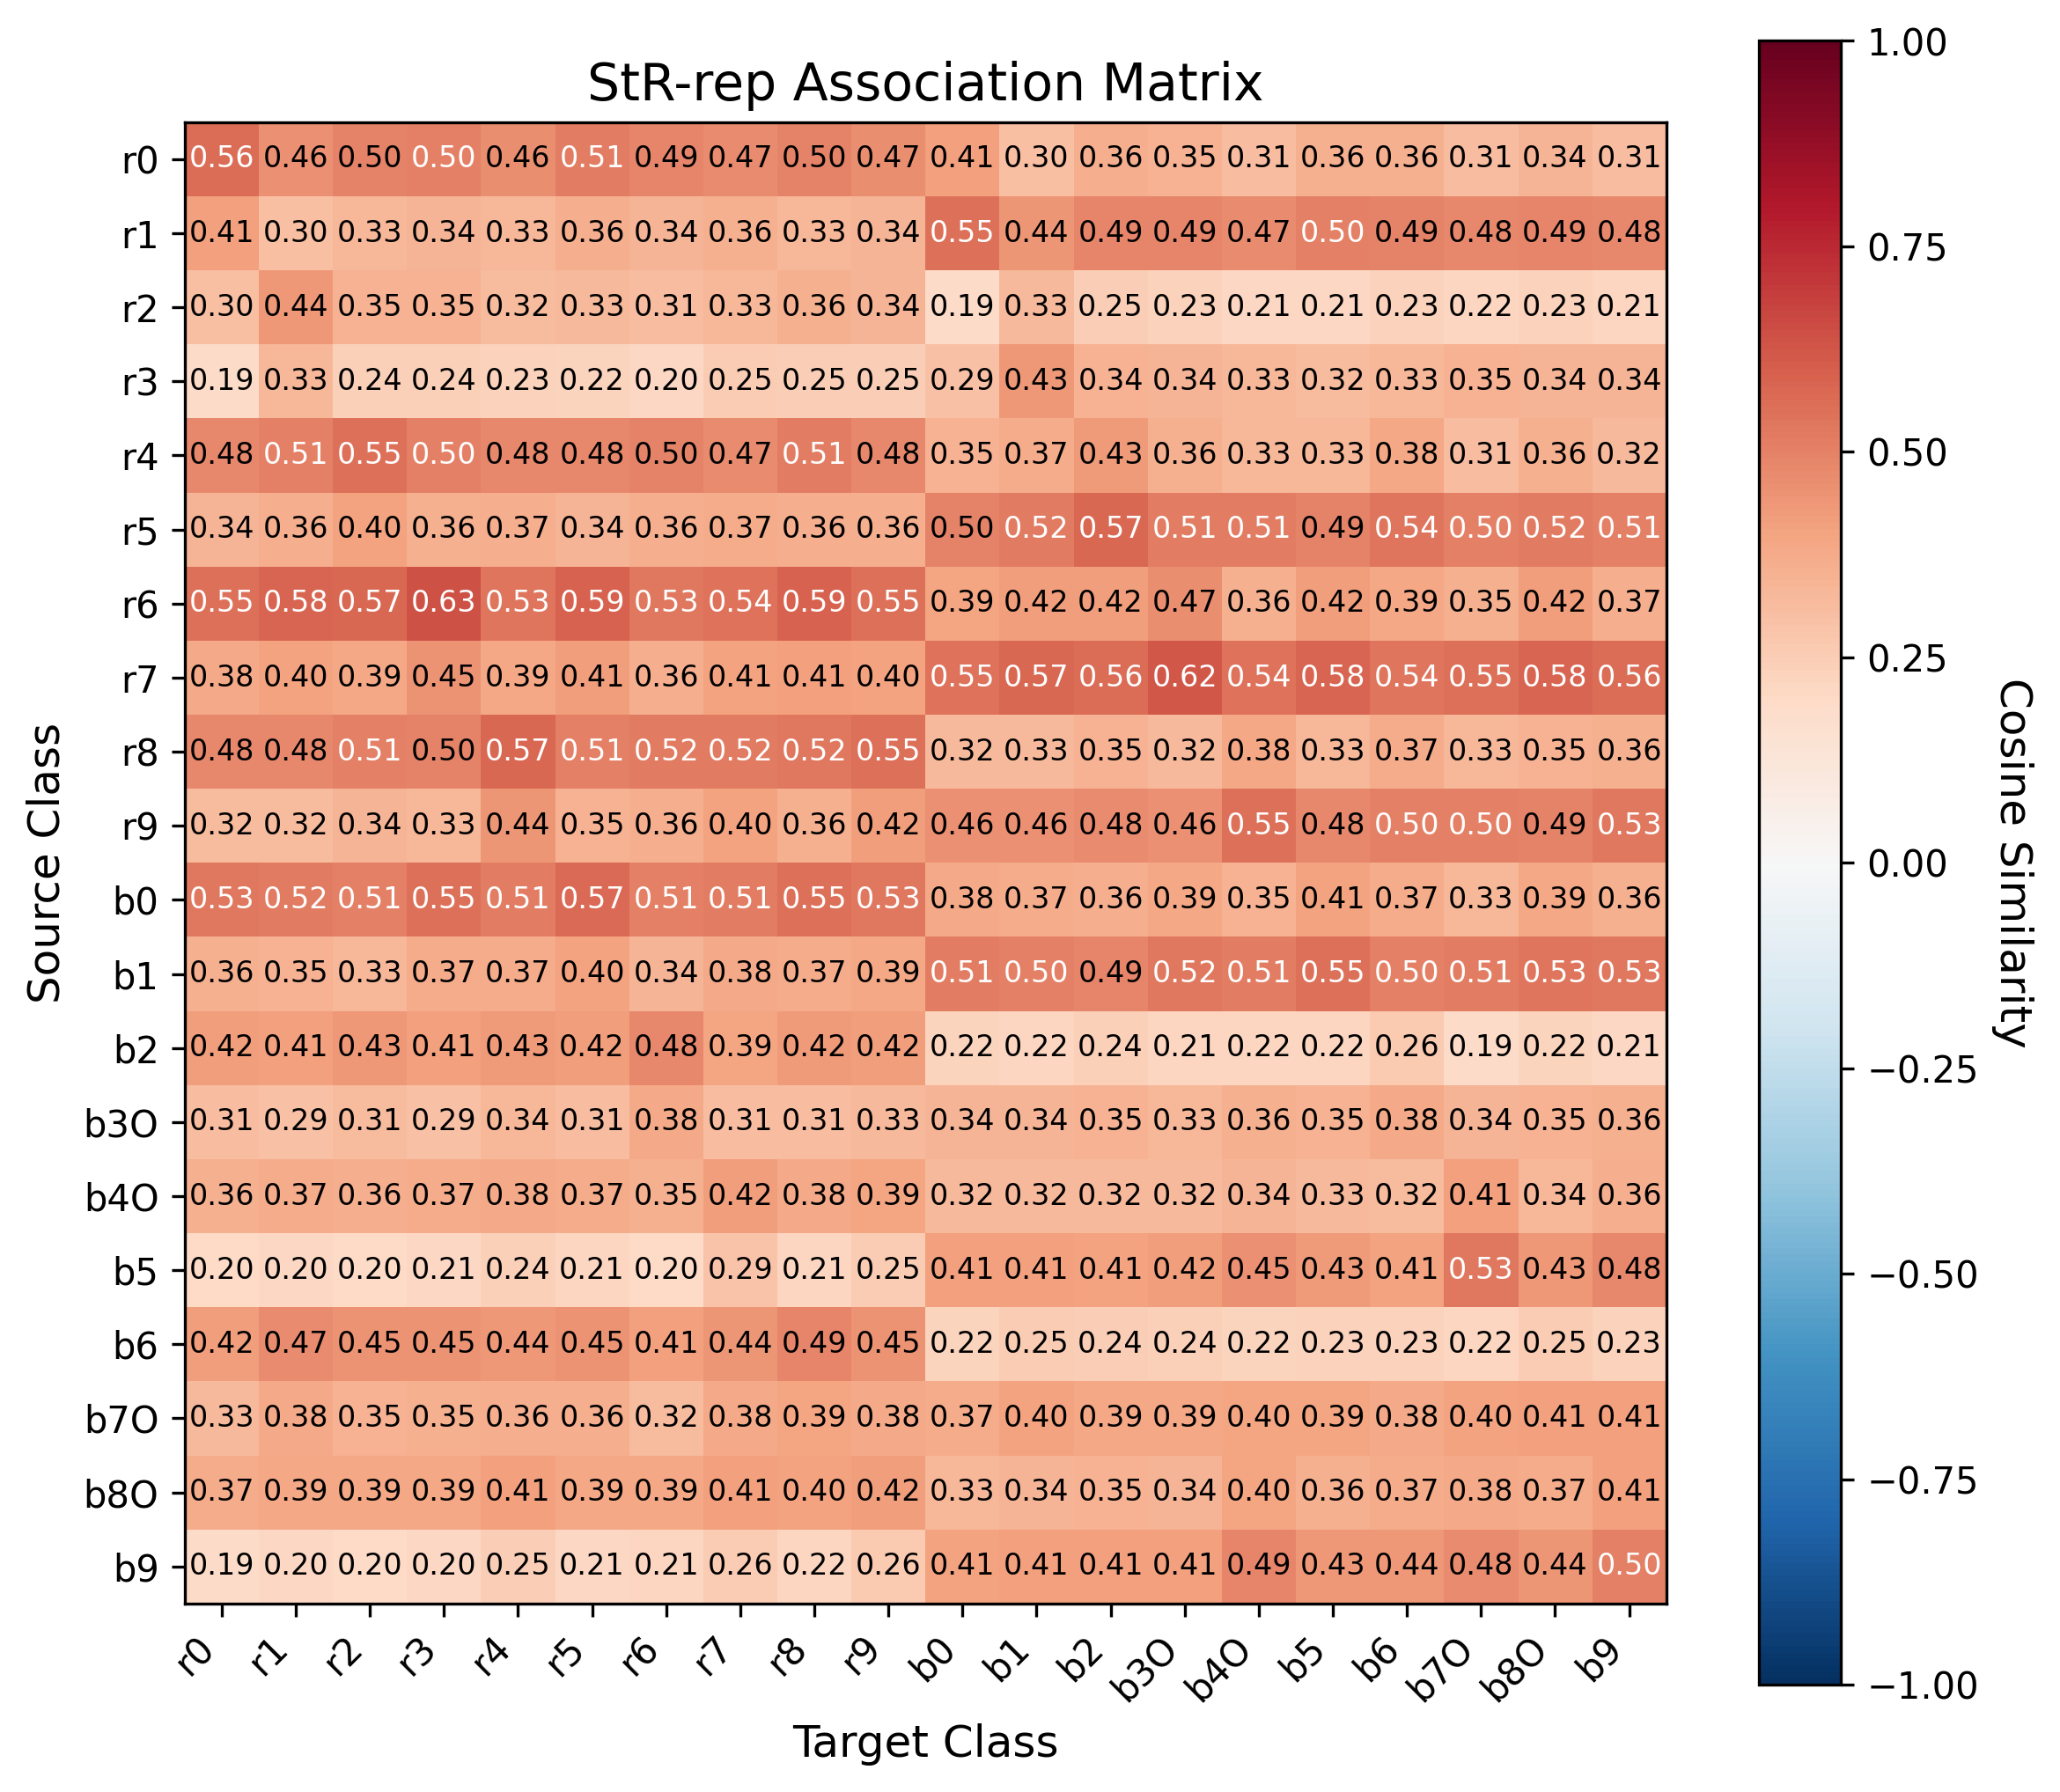 StR-rep Association Matrix
r0 0.56 0.46 0.50 0.50 0.46 0.51 0.49 0.47 0.50 0.47 0.41 0.30 0.36 0.35 0.31 0.36 0.36 0.31 0.34 0.31
r1 0.41 0.30 0.33 0.34 0.33 0.36 0.34 0.36 0.33 0.34 0.55 0.44 0.49 0.49 0.47 0.50 0.49 0.48 0.49 0.48
r2 0.30 0.44 0.35 0.35 0.32 0.33 0.31 0.33 0.36 0.34 0.19 0.33 0.25 0.23 0.21 0.21 0.23 0.22 0.23 0.21
r3 0.19 0.33 0.24 0.24 0.23 0.22 0.20 0.25 0.25 0.25 0.29 0.43 0.34 0.34 0.33 0.32 0.33 0.35 0.34 0.34
r4 0.48 0.51 0.55 0.50 0.48 0.48 0.50 0.47 0.51 0.48 0.35 0.37 0.43 0.36 0.33 0.33 0.38 0.31 0.36 0.32
r5 0.34 0.36 0.40 0.36 0.37 0.34 0.36 0.37 0.36 0.36 0.50 0.52 0.57 0.51 0.51 0.49 0.54 0.50 0.52 0.51
r6 0.55 0.58 0.57 0.63 0.53 0.59 0.53 0.54 0.59 0.55 0.39 0.42 0.42 0.47 0.36 0.42 0.39 0.35 0.42 0.37
r7 0.38 0.40 0.39 0.45 0.39 0.41 0.36 0.41 0.41 0.40 0.55 0.57 0.56 0.62 0.54 0.58 0.54 0.55 0.58 0.56
r8 0.48 0.48 0.51 0.50 0.57 0.51 0.52 0.52 0.52 0.55 0.32 0.33 0.35 0.32 0.38 0.33 0.37 0.33 0.35 0.36
r9 0.32 0.32 0.34 0.33 0.44 0.35 0.36 0.40 0.36 0.42 0.46 0.46 0.48 0.46 0.55 0.48 0.50 0.50 0.49 0.53
b0 0.53 0.52 0.51 0.55 0.51 0.57 0.51 0.51 0.55 0.53 0.38 0.37 0.36 0.39 0.35 0.41 0.37 0.33 0.39 0.36
b1 0.36 0.35 0.33 0.37 0.37 0.40 0.34 0.38 0.37 0.39 0.51 0.50 0.49 0.52 0.51 0.55 0.50 0.51 0.53 0.53
b2 0.42 0.41 0.43 0.41 0.43 0.42 0.48 0.39 0.42 0.42 0.22 0.22 0.24 0.21 0.22 0.22 0.26 0.19 0.22 0.21
b3O 0.31 0.29 0.31 0.29 0.34 0.31 0.38 0.31 0.31 0.33 0.34 0.34 0.35 0.33 0.36 0.35 0.38 0.34 0.35 0.36
b4O 0.36 0.37 0.36 0.37 0.38 0.37 0.35 0.42 0.38 0.39 0.32 0.32 0.32 0.32 0.34 0.33 0.32 0.41 0.34 0.36
b5 0.20 0.20 0.20 0.21 0.24 0.21 0.20 0.29 0.21 0.25 0.41 0.41 0.41 0.42 0.45 0.43 0.41 0.53 0.43 0.48
b6 0.42 0.47 0.45 0.45 0.44 0.45 0.41 0.44 0.49 0.45 0.22 0.25 0.24 0.24 0.22 0.23 0.23 0.22 0.25 0.23
b7O 0.33 0.38 0.35 0.35 0.36 0.36 0.32 0.38 0.39 0.38 0.37 0.40 0.39 0.39 0.40 0.39 0.38 0.40 0.41 0.41
b8O 0.37 0.39 0.39 0.39 0.41 0.39 0.39 0.41 0.40 0.42 0.33 0.34 0.35 0.34 0.40 0.36 0.37 0.38 0.37 0.41
b9 0.19 0.20 0.20 0.20 0.25 0.21 0.21 0.26 0.22 0.26 0.41 0.41 0.41 0.41 0.49 0.43 0.44 0.48 0.44 0.50
r0 r1 r2 r3 r4 r5 r6 r7 r8 r9 b0 b1 b2 b3O b4O b5 b6 b7O b8O b9
Target Class
Source Class
1.00
0.75
0.50
0.25
0.00
−0.25
−0.50
−0.75
−1.00
Cosine Similarity